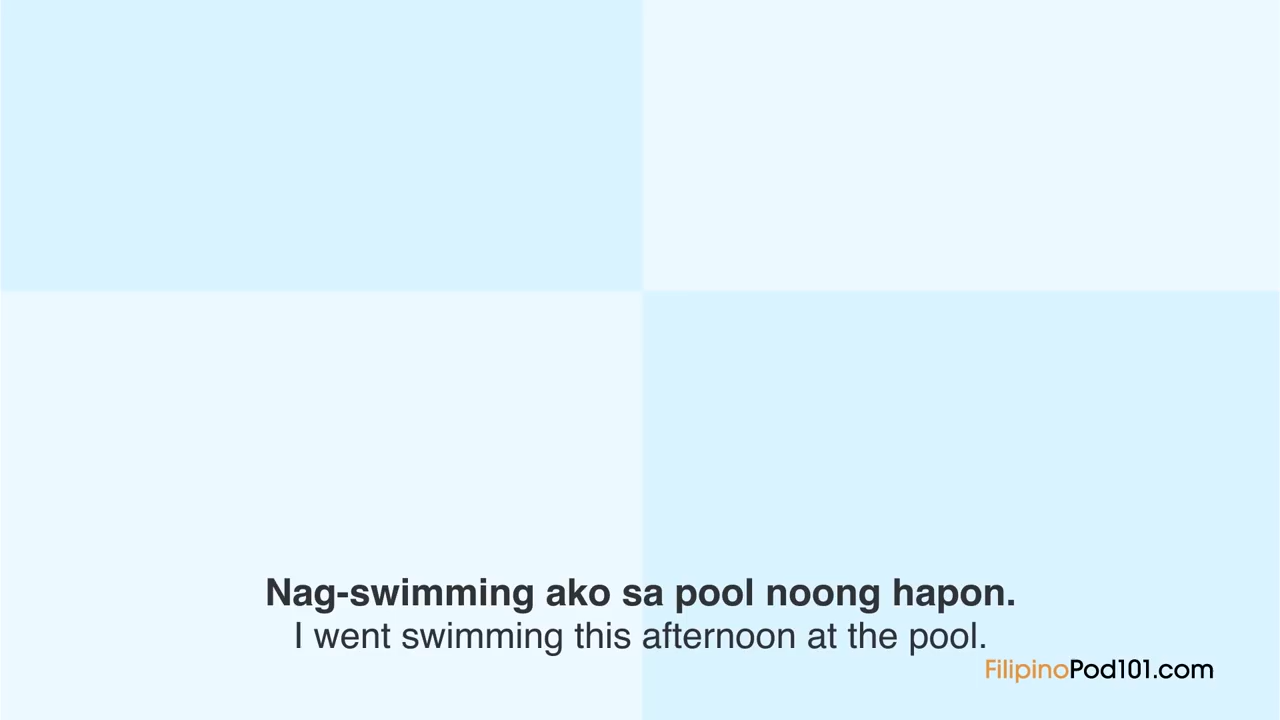 Nag-swimming ako sa pool noong hapon.
I went swimming this afternoon at the pool.
FilipinoPod101.com